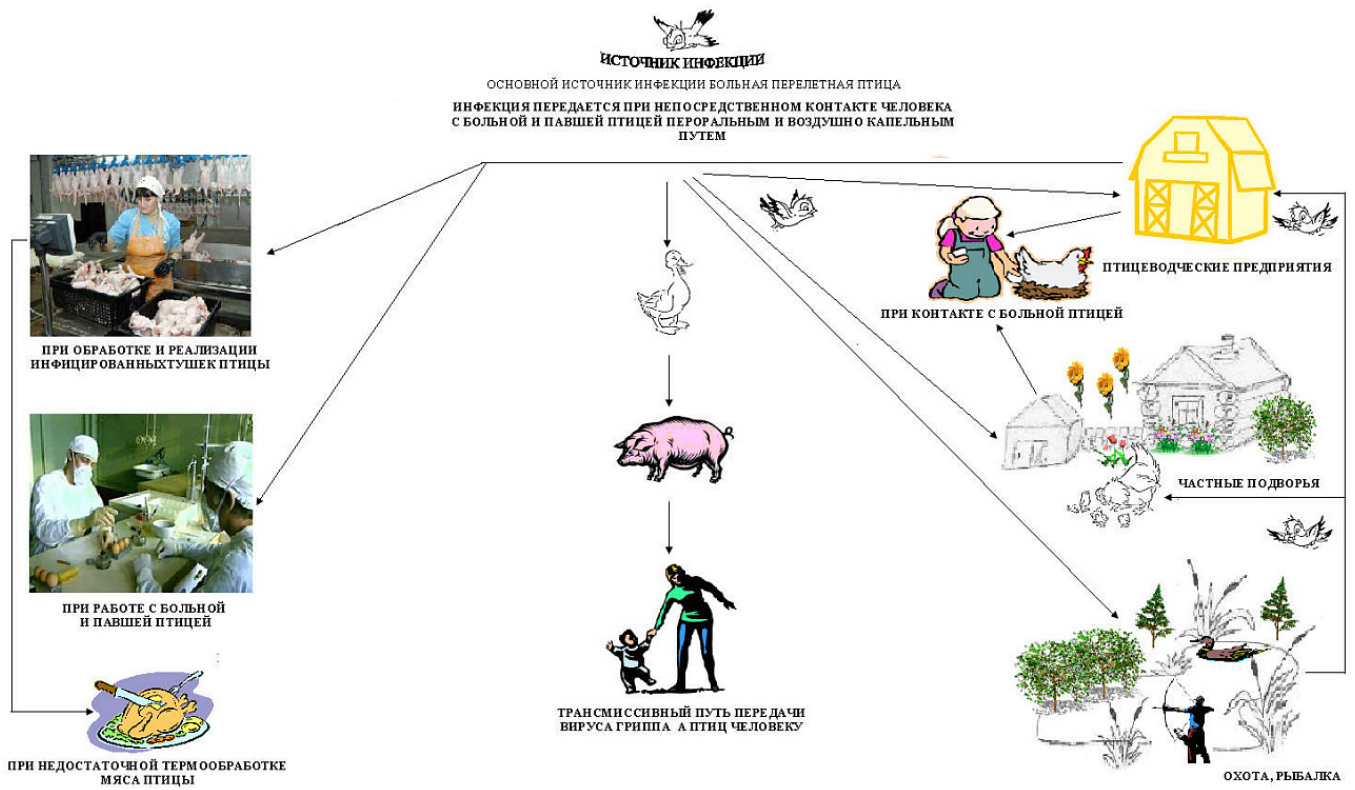 ИСТОЧНИК ИНФЕКЦИИ
ОСНОВНОЙ ИСТОЧНИК ИНФЕКЦИИ БОЛЬНАЯ ПЕРЕЛЕТНАЯ ПТИЦА
ИНФЕКЦИЯ ПЕРЕДАЕТСЯ ПРИ НЕПОСРЕДСТВЕННОМ КОНТАКТЕ ЧЕЛОВЕКА
С БОЛЬНОЙ И ПАВШЕЙ ПТИЦЕЙ ПЕРОРАЛЬНЫМ И ВОЗДУШНО КАПЕЛЬНЫМ
ПУТЕМ
ПТИЦЕВОДЧЕСКИЕ ПРЕДПРИЯТИЯ
ПРИ КОНТАКТЕ С БОЛЬНОЙ ПТИЦЕЙ
ПРИ ОБРАБОТКЕ И РЕАЛИЗАЦИИ
ИНФИЦИРОВАННЫХТУШЕК ПТИЦЫ
ЧАСТНЫЕ ПОДВОРЬЯ
ПРИ РАБОТЕ С БОЛЬНОЙ
И ПАВШЕЙ ПТИЦЕЙ
ТРАНСМИССИВНЫЙ ПУТЬ ПЕРЕДАЧИ
ВИРУСА ГРИППА А ПТИЦ ЧЕЛОВЕКУ
ПРИ НЕДОСТАТОЧНОЙ ТЕРМООБРАБОТКЕ
МЯСА ПТИЦЫ
ОХОТА, РЫБАЛКА